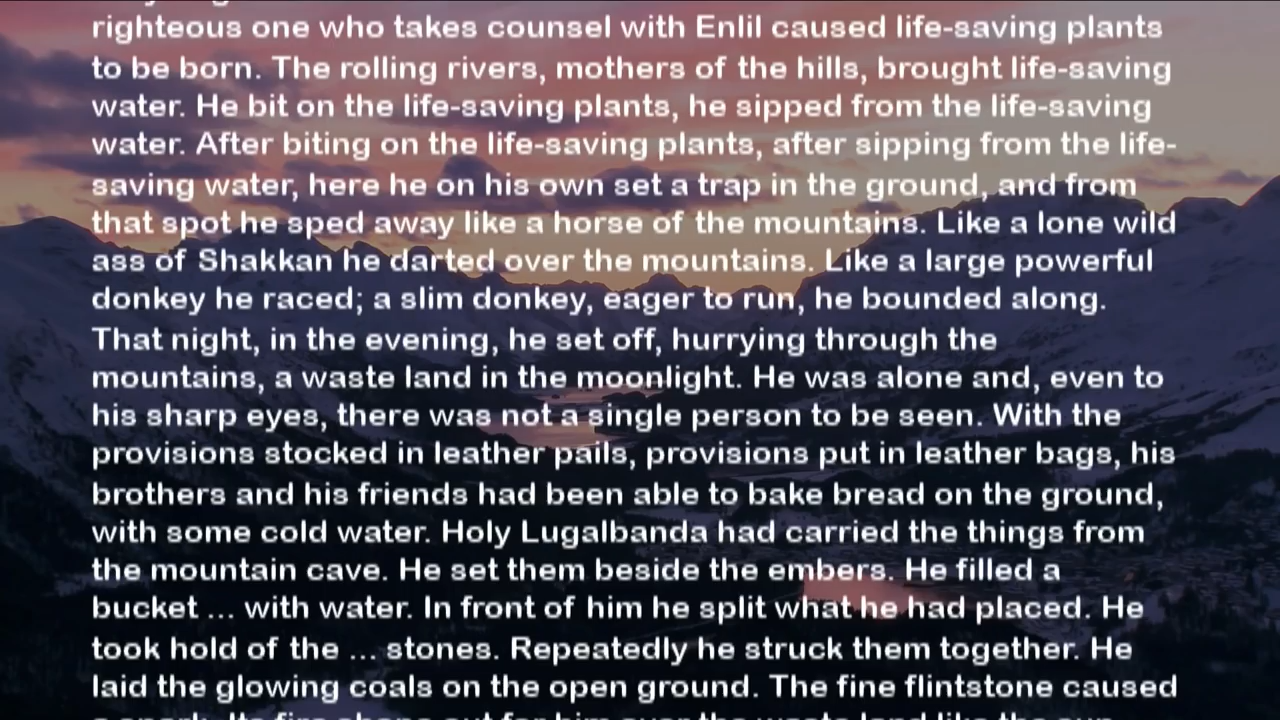 righteous one who takes counsel with Enlil caused life-saving plants
to be born. The rolling rivers, mothers of the hills, brought life-saving
water. He bit on the life-saving plants, he sipped from the life-saving
water. After biting on the life-saving plants, after sipping from the life-
saving water, here he on his own set a trap in the ground, and from
that spot he sped away like a horse of the mountains. Like a lone wild
ass of Shakkan he darted over the mountains. Like a large powerful
donkey he raced; a slim donkey, eager to run, he bounded along.
That night, in the evening, he set off, hurrying through the
mountains, a waste land in the moonlight. He was alone and, even to
his sharp eyes, there was not a single person to be seen. With the
provisions stocked in leather pails, provisions put in leather bags, his
brothers and his friends had been able to bake bread on the ground,
with some cold water. Holy Lugalbanda had carried the things from
the mountain cave. He set them beside the embers. He filled a
bucket ... with water. In front of him he split what he had placed. He
took hold of the ... stones. Repeatedly he struck them together. He
laid the glowing coals on the open ground. The fine flintstone caused